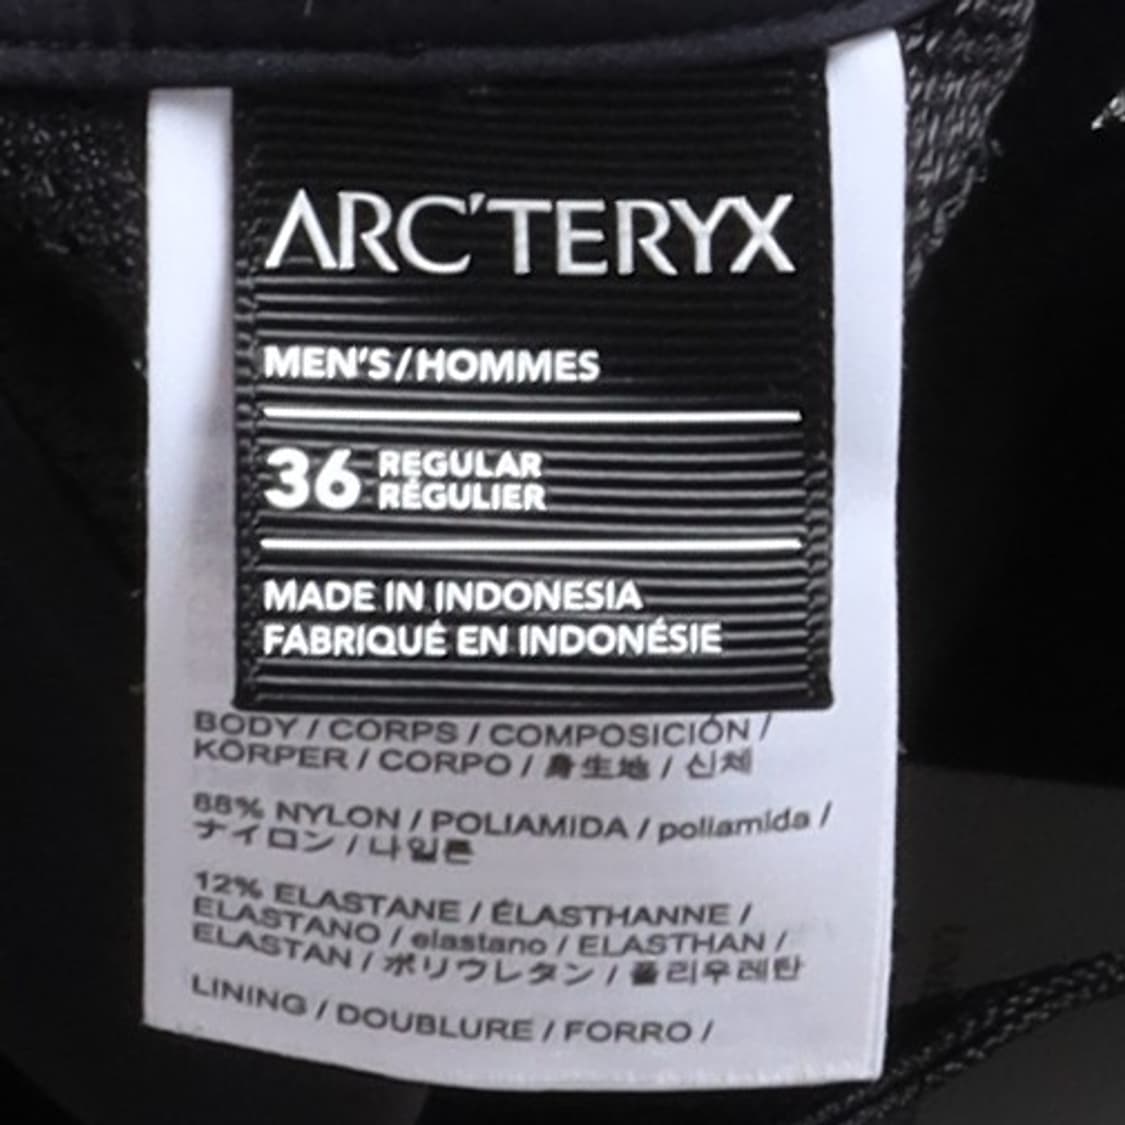 ARC'TERYX
MEN'S/HOMMES
36 REGULAR
RÉGULIER
MADE IN INDONESIA
FABRIQUÉ EN INDONÉSIE
BODY / CORPS / COMPOSICIÓN /
KÖRPER / CORPO / 身生地 / 신체
88% NYLON / POLIAMIDA / poliamida /
ナイロン / 나일론
12% ELASTANE / ÉLASTHANNE /
ELASTANO / elastano / ELASTHAN /
ELASTAN / ポリウレタン / 폴리우레탄
LINING / DOUBLURE / FORRO /